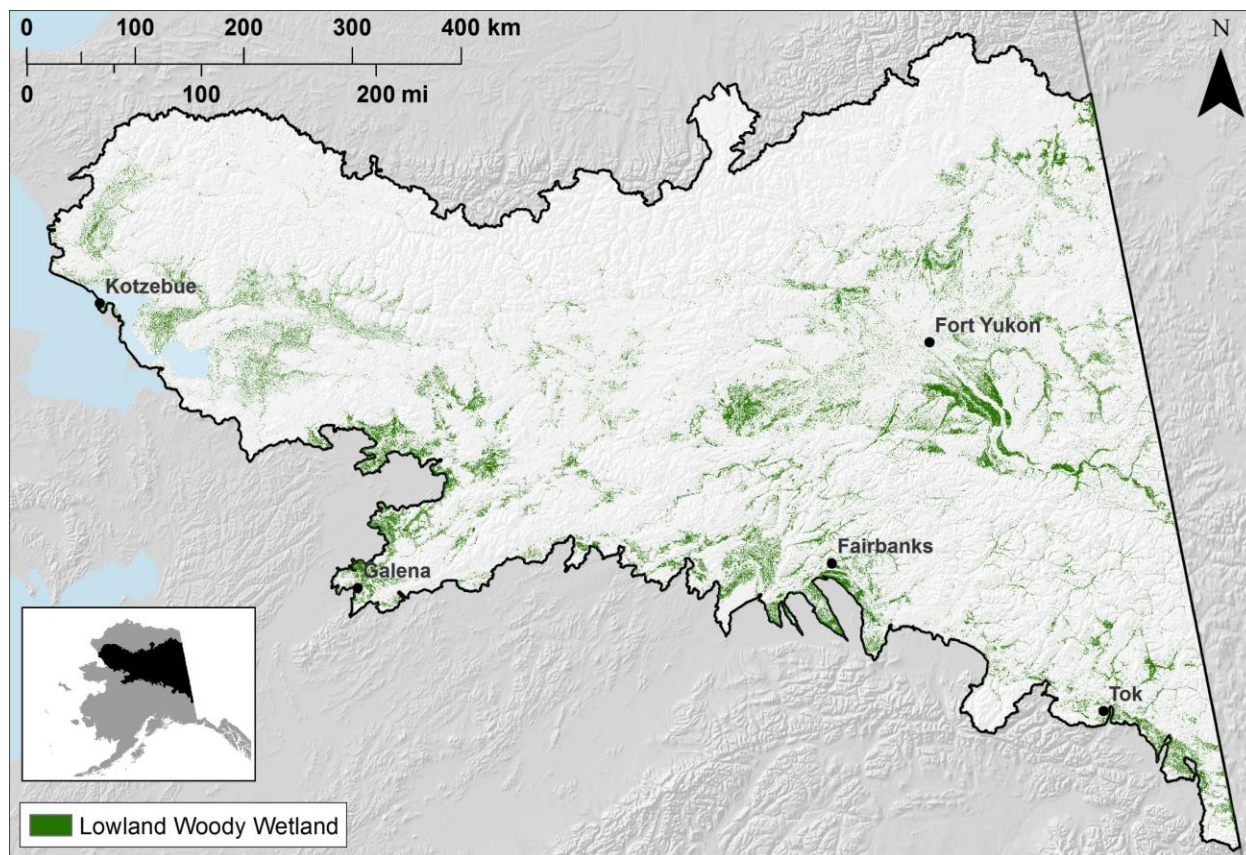 0 100 200 300 400 km
0 100 200 mi
N
Kotzebue
Fort Yukon
Fairbanks
Galena
Tok
Lowland Woody Wetland